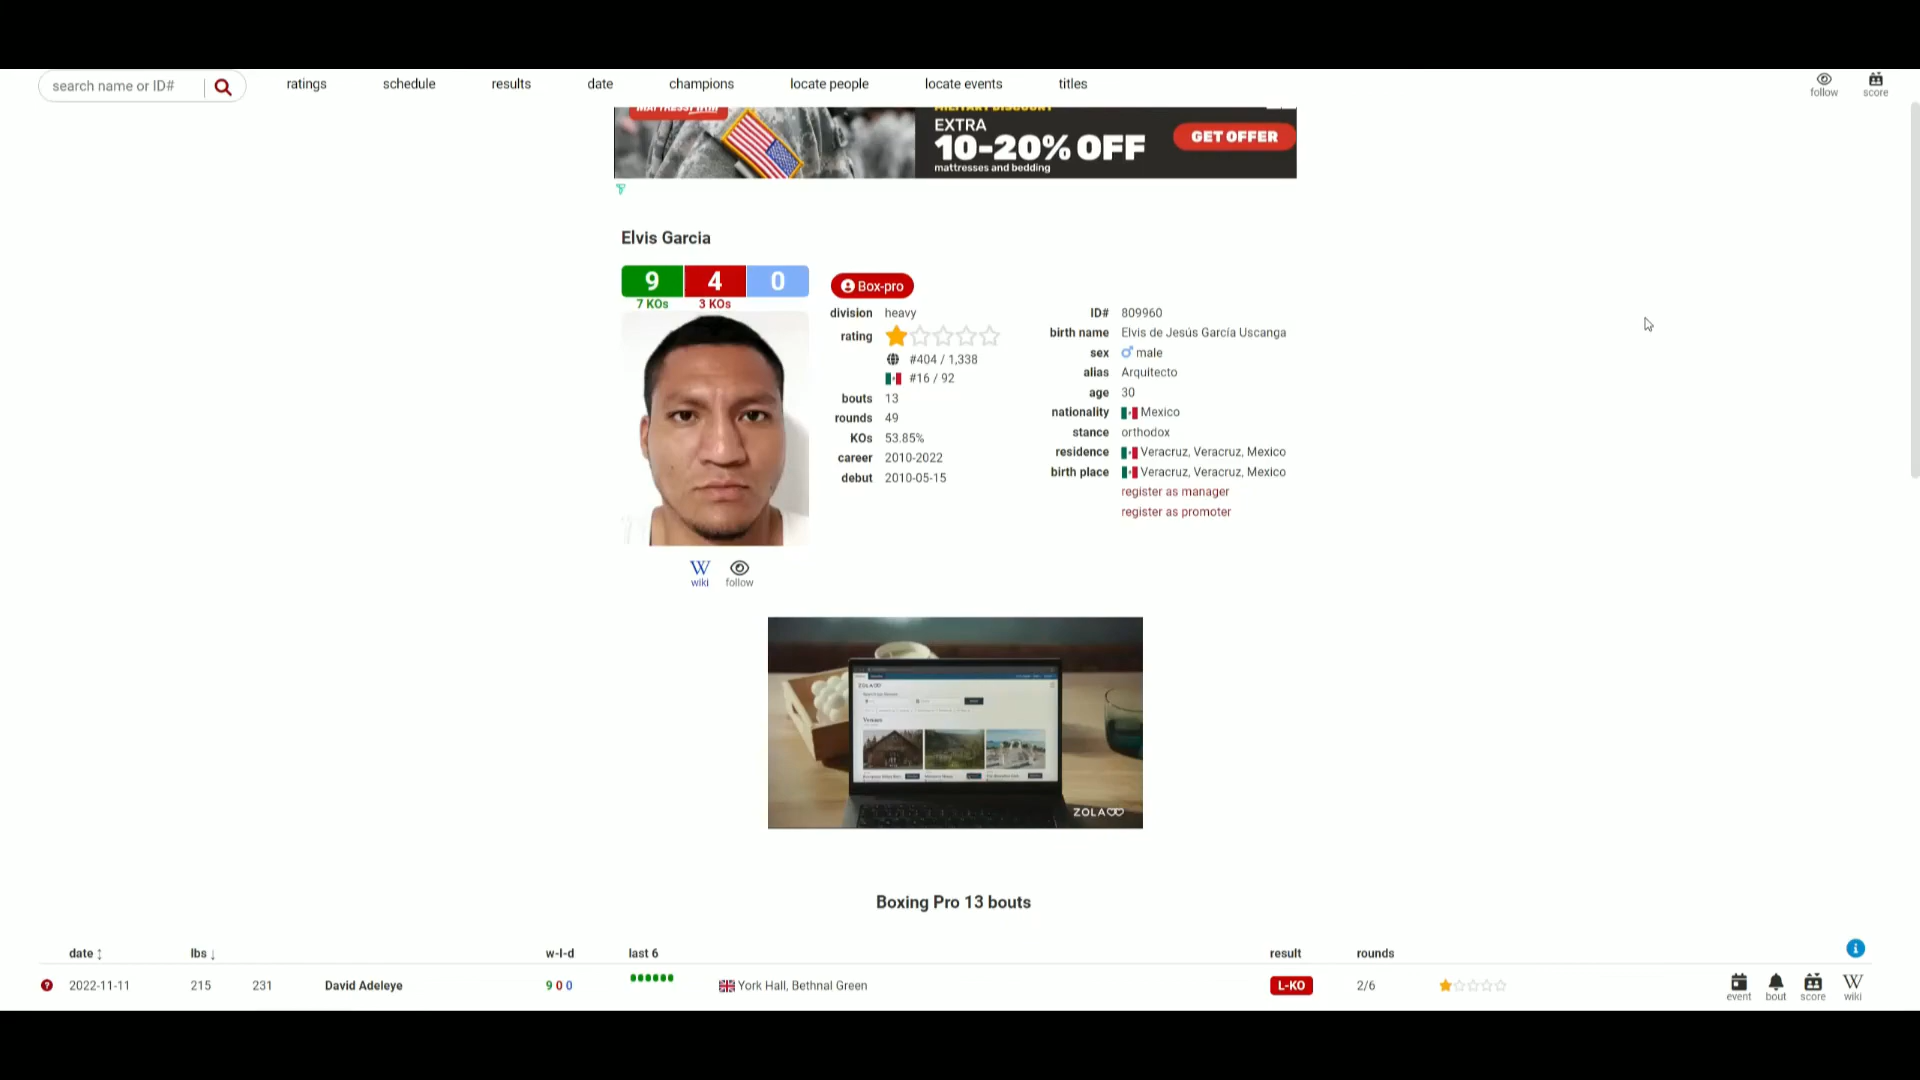 search name or ID#
ratings
schedule
results
date
champions
locate people
locate events
titles
follow
score
EXTRA
10-20% OFF
mattresses and bedding
GET OFFER
Elvis Garcia
9 4 0
7 KOs 3 KOs
Box-pro
division heavy
rating
#404 / 1,338
#16 / 92
bouts 13
rounds 49
KOs 53.85%
career 2010-2022
debut 2010-05-15
ID# 809960
birth name Elvis de Jesús García Uscanga
sex male
alias Arquitecto
age 30
nationality Mexico
stance orthodox
residence Veracruz, Veracruz, Mexico
birth place Veracruz, Veracruz, Mexico
register as manager
register as promoter
W
wiki follow
ZOLA
Venues
ZOLA
Boxing Pro 13 bouts
date lbs w-l-d last 6 result rounds
2022-11-11 215 231 David Adeleye 9 0 0 York Hall, Bethnal Green L-KO 2/6
event bout score wiki